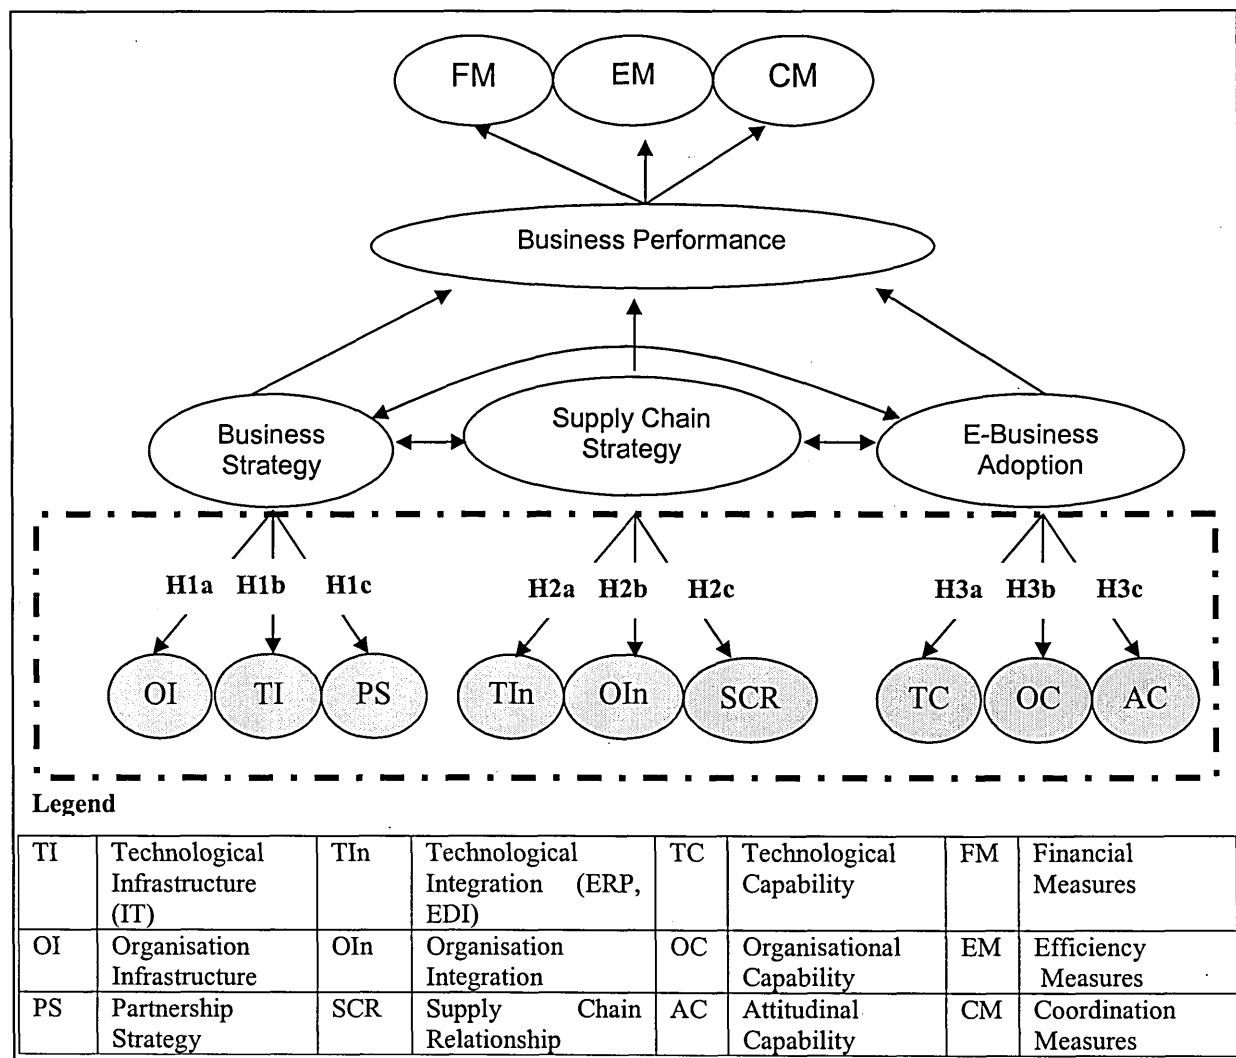 FM EM CM
Business Performance
Business
Strategy
Supply Chain
Strategy
E-Business
Adoption
H1a H1b H1c H2a H2b H2c H3a H3b H3c
OI TI PS TIn OIn SCR TC OC AC
Legend
TI
Technological
Infrastructure
(IT)
TIn
Technological
Integration (ERP,
EDI)
TC
Technological
Capability
FM
Financial
Measures
OI
Organisation
Infrastructure
OIn
Organisation
Integration
OC
Organisational
Capability
EM
Efficiency
Measures
PS
Partnership
Strategy
SCR
Supply Chain
Relationship
AC
Attitudinal
Capability
CM
Coordination
Measures